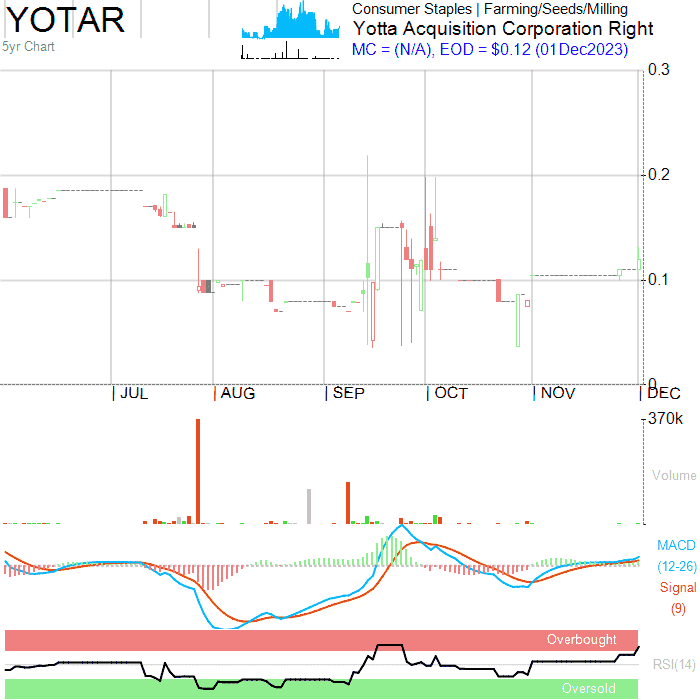 YOTAR
5yr Chart
Consumer Staples | Farming/Seeds/Milling
Yotta Acquisition Corporation Right
MC = (N/A), EOD = $0.12 (01Dec2023)
0.3
0.2
0.1
0
JUL AUG SEP OCT NOV DEC
370k
Volume
MACD
(12-26)
Signal
(9)
Overbought
RSI(14)
Oversold